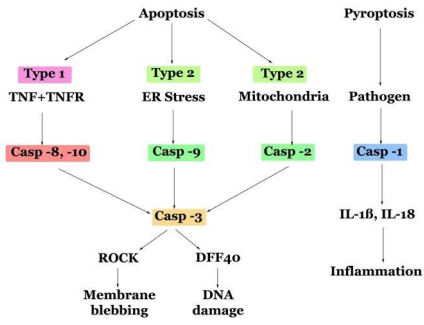 Apoptosis Pyroptosis
Type 1 Type 2 Type 2
TNF+TNFR ER Stress Mitochondria Pathogen
Casp -8, -10 Casp -9 Casp -2 Casp -1
Casp -3 IL-1ß, IL-18
ROCK DFF40
Inflammation
Membrane DNA
blebbing damage